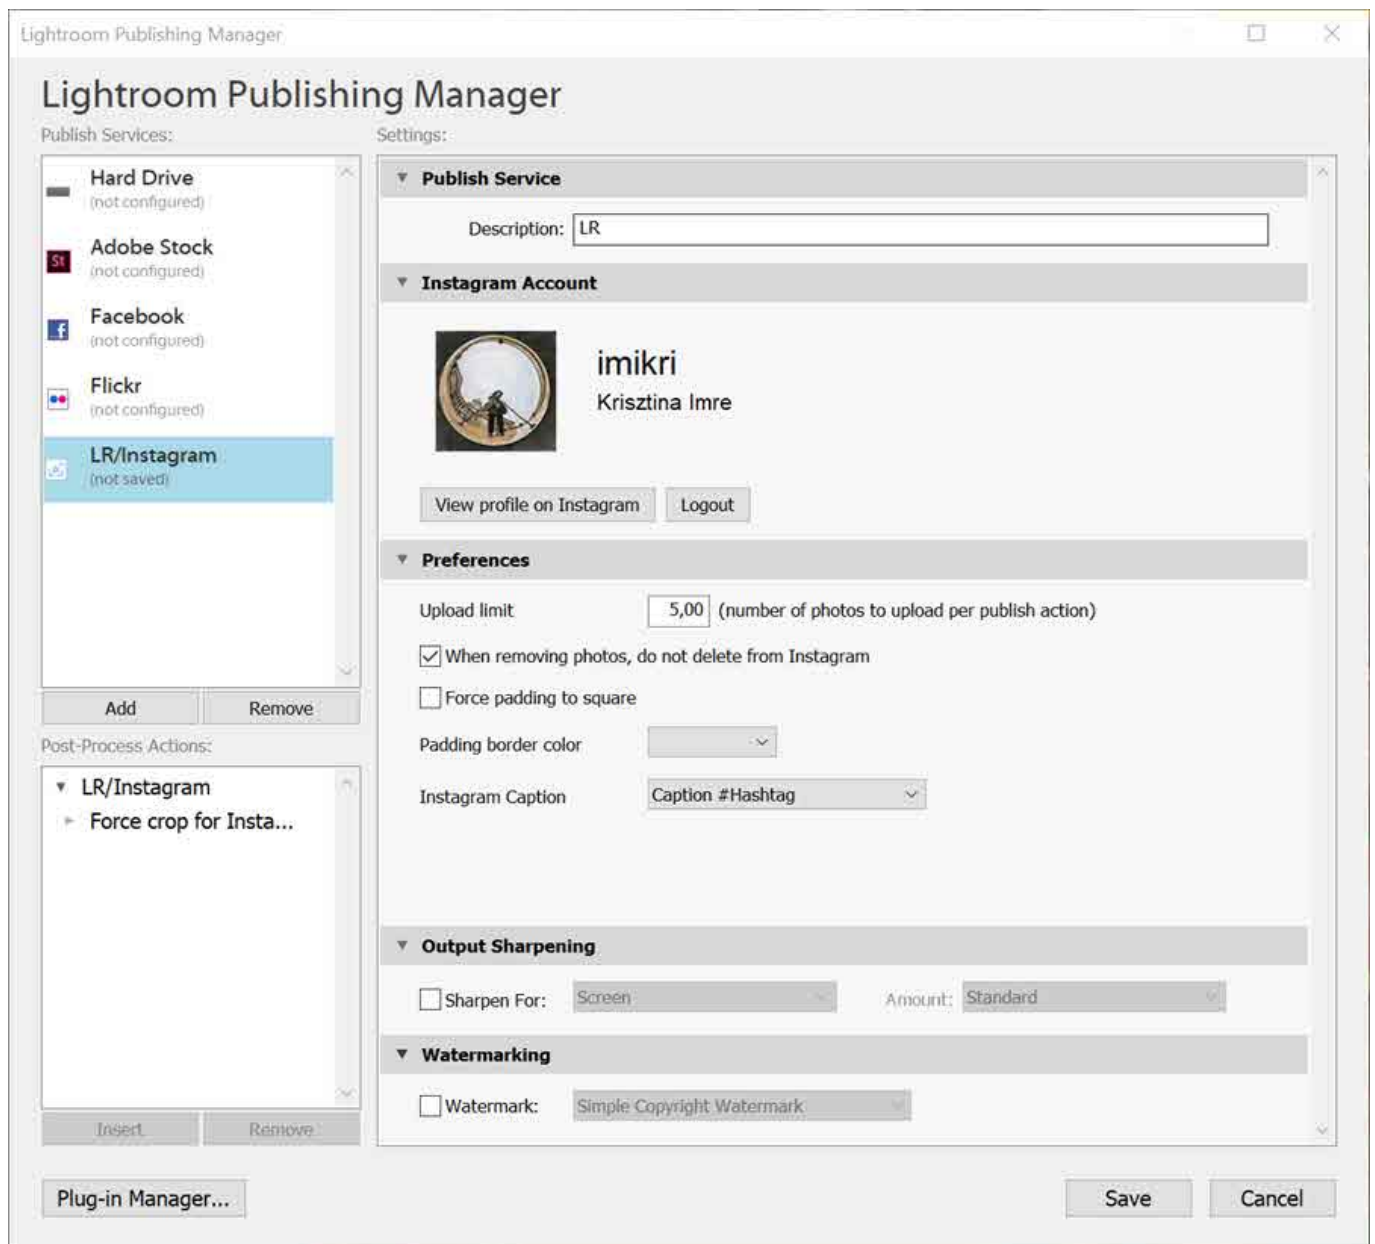 Lightroom Publishing Manager
Lightroom Publishing Manager
Publish Services:
Hard Drive
(not configured)
St
Adobe Stock
(not configured)
f
Facebook
(not configured)
Flickr
(not configured)
LR/Instagram
(not saved)
Add
Remove
Post-Process Actions:
LR/Instagram
Force crop for Insta...
Insert
Remove
Plug-in Manager...
Settings:
Publish Service
Description: LR
Instagram Account
imikri
Krisztina Imre
View profile on Instagram
Logout
Preferences
Upload limit 5,00 (number of photos to upload per publish action)
When removing photos, do not delete from Instagram
Force padding to square
Padding border color
Instagram Caption Caption #Hashtag
Output Sharpening
Sharpen For: Screen Amount: Standard
Watermarking
Watermark: Simple Copyright Watermark
Save
Cancel